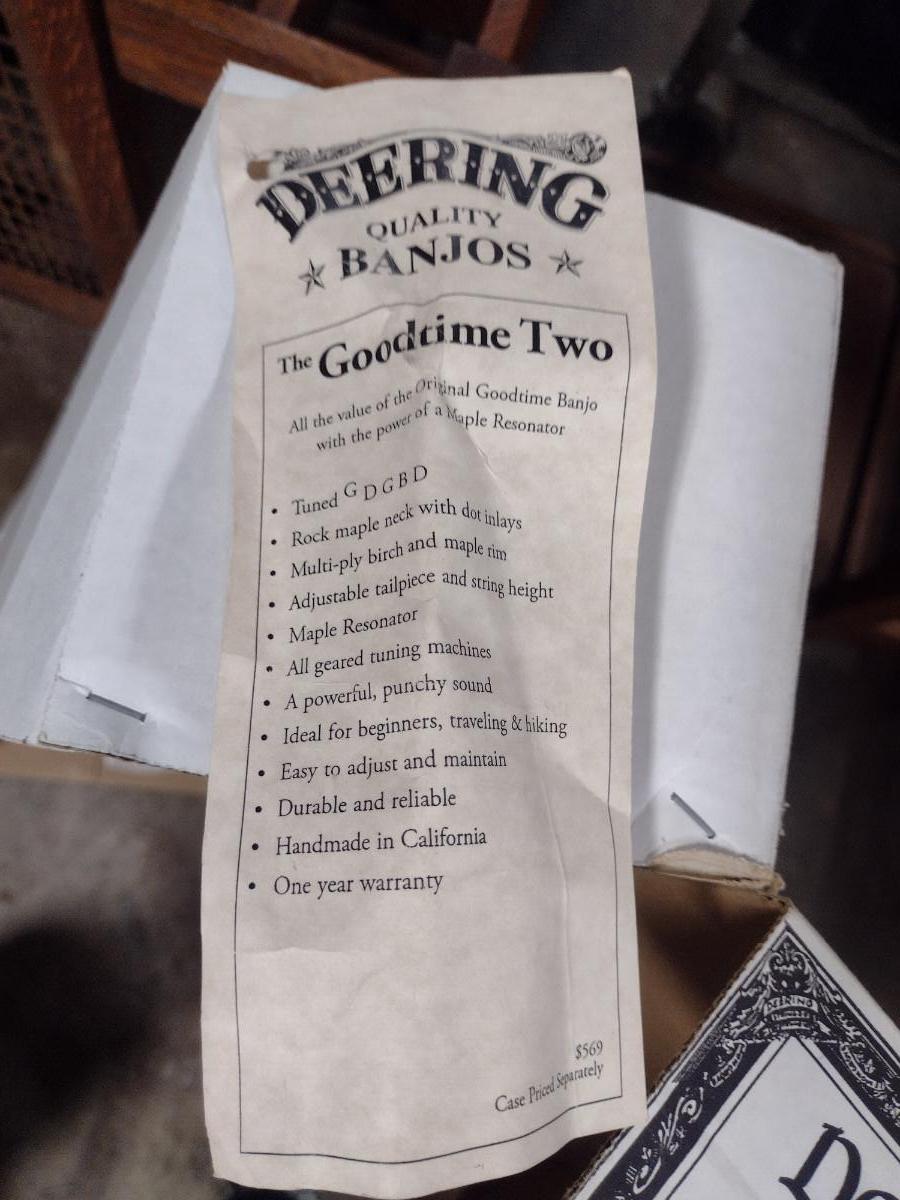 DEERING
QUALITY
BANJOS
The Goodtime Two
All the value of the Original Goodtime Banjo
with the power of a Maple Resonator
• Tuned G D G B D
• Rock maple neck with dot inlays
• Multi-ply birch and maple rim
• Adjustable tailpiece and string height
• Maple Resonator
• All geared tuning machines
• A powerful, punchy sound
• Ideal for beginners, traveling & hiking
• Easy to adjust and maintain
• Durable and reliable
• Handmade in California
• One year warranty
$569
Case Priced Separately
DEERING